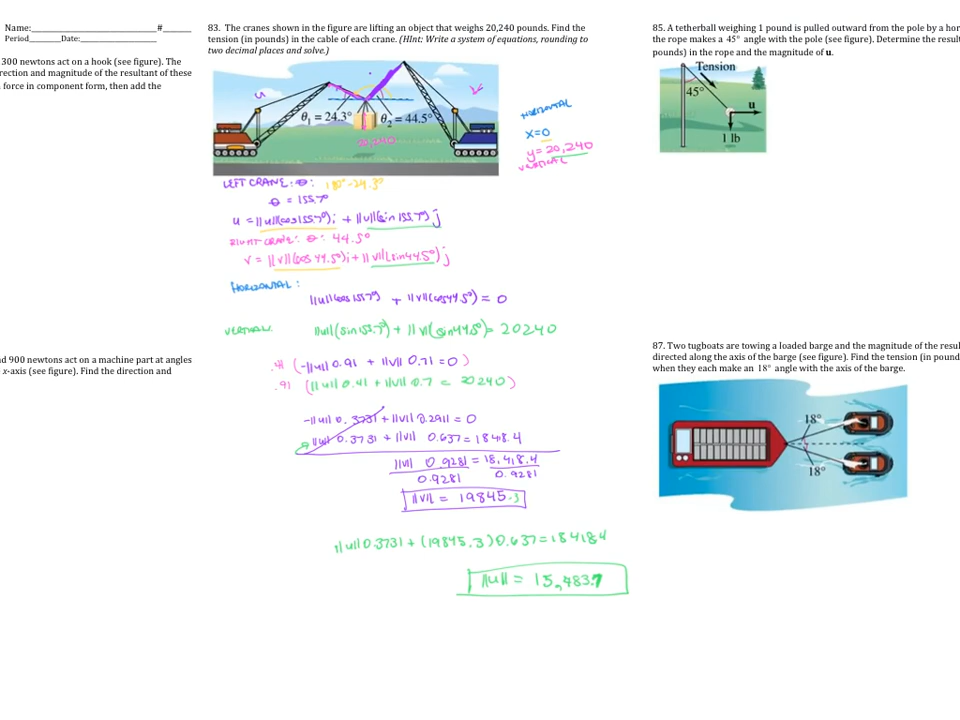 Name:____________________________#_______
Period________Date:___________________
300 newtons act on a hook (see figure). The
rection and magnitude of the resultant of these
force in component form, then add the
nd 900 newtons act on a machine part at angles
x-axis (see figure). Find the direction and
83. The cranes shown in the figure are lifting an object that weighs 20,240 pounds. Find the
tension (in pounds) in the cable of each crane. (HInt: Write a system of equations, rounding to
two decimal places and solve.)
u
v
θ₁ = 24.3°
θ₂ = 44.5°
20,240
HORIZONTAL
x=0
y=20,240
VERTICAL
LEFT CRANE: θ: 180°-24.3°
θ = 155.7°
u = ||u||(cos155.7°)i + ||u||(sin155.7°)j
RIGHT CRANE: θ: 44.5°
v = ||v||(cos 44.5°)i + ||v||(sin44.5°)j
HORIZONTAL:
||u||cos155.7° + ||v||(cos44.5°) = 0
VERTICAL: ||u||(sin155.7°) + ||v||(sin44.5°) = 20240
.41 (-||u|| 0.91 + ||v|| 0.71 = 0)
.91 (||u|| 0.41 + ||v|| 0.7 = 20240)
-||u|| 0.3731 + ||v|| 0.2911 = 0
||u|| 0.3731 + ||v|| 0.637 = 18418.4
||v|| 0.9281 = 18,418.4
0.9281 0.9281
||v|| = 19845.3
||u|| 0.3731 + (19845.3)0.637 = 18418.4
||u|| = 15,483.7
85. A tetherball weighing 1 pound is pulled outward from the pole by a hor
the rope makes a 45° angle with the pole (see figure). Determine the result
pounds) in the rope and the magnitude of u.
Tension
45°
u
1 lb
87. Two tugboats are towing a loaded barge and the magnitude of the resul
directed along the axis of the barge (see figure). Find the tension (in pound
when they each make an 18° angle with the axis of the barge.
18°
18°